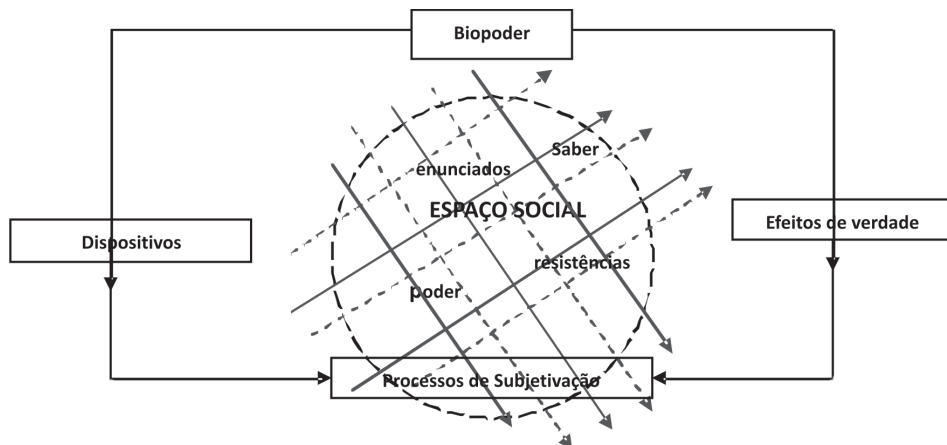 Biopoder
Saber
enunciados
ESPAÇO SOCIAL
Efeitos de verdade
Dispositivos
resistências
poder
Processos de Subjetivação